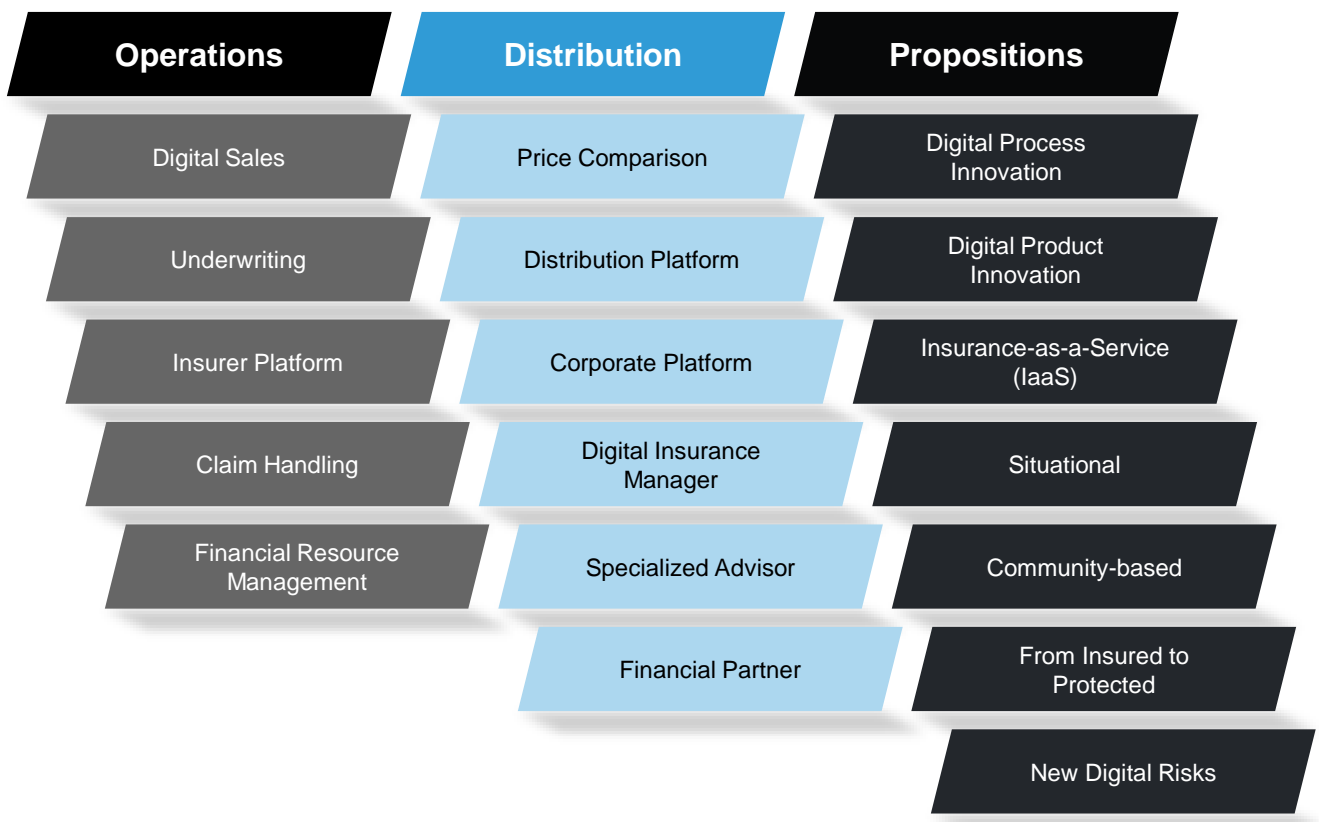 Operations
Distribution
Propositions
Digital Sales
Price Comparison
Digital Process
Innovation
Underwriting
Distribution Platform
Digital Product
Innovation
Insurer Platform
Corporate Platform
Insurance-as-a-Service
(IaaS)
Claim Handling
Digital Insurance
Manager
Situational
Financial Resource
Management
Specialized Advisor
Community-based
Financial Partner
From Insured to
Protected
New Digital Risks